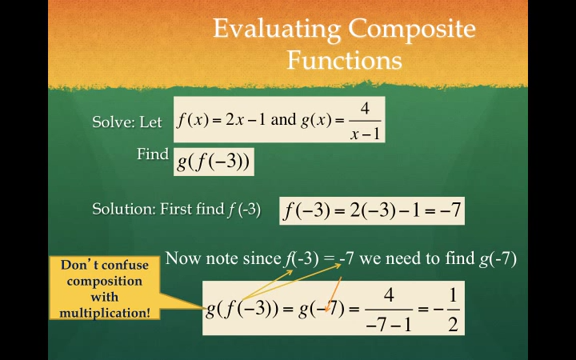 Evaluating Composite
Functions
Solve: Let f(x) = 2x − 1 and g(x) = 4/(x − 1)
Find g(f(−3))
Solution: First find f (-3) f(−3) = 2(−3) − 1 = −7
Now note since f(-3) = -7 we need to find g(-7)
Don't confuse
composition
with
multiplication!
g(f(−3)) = g(−7) = 4/(−7 − 1) = −1/2